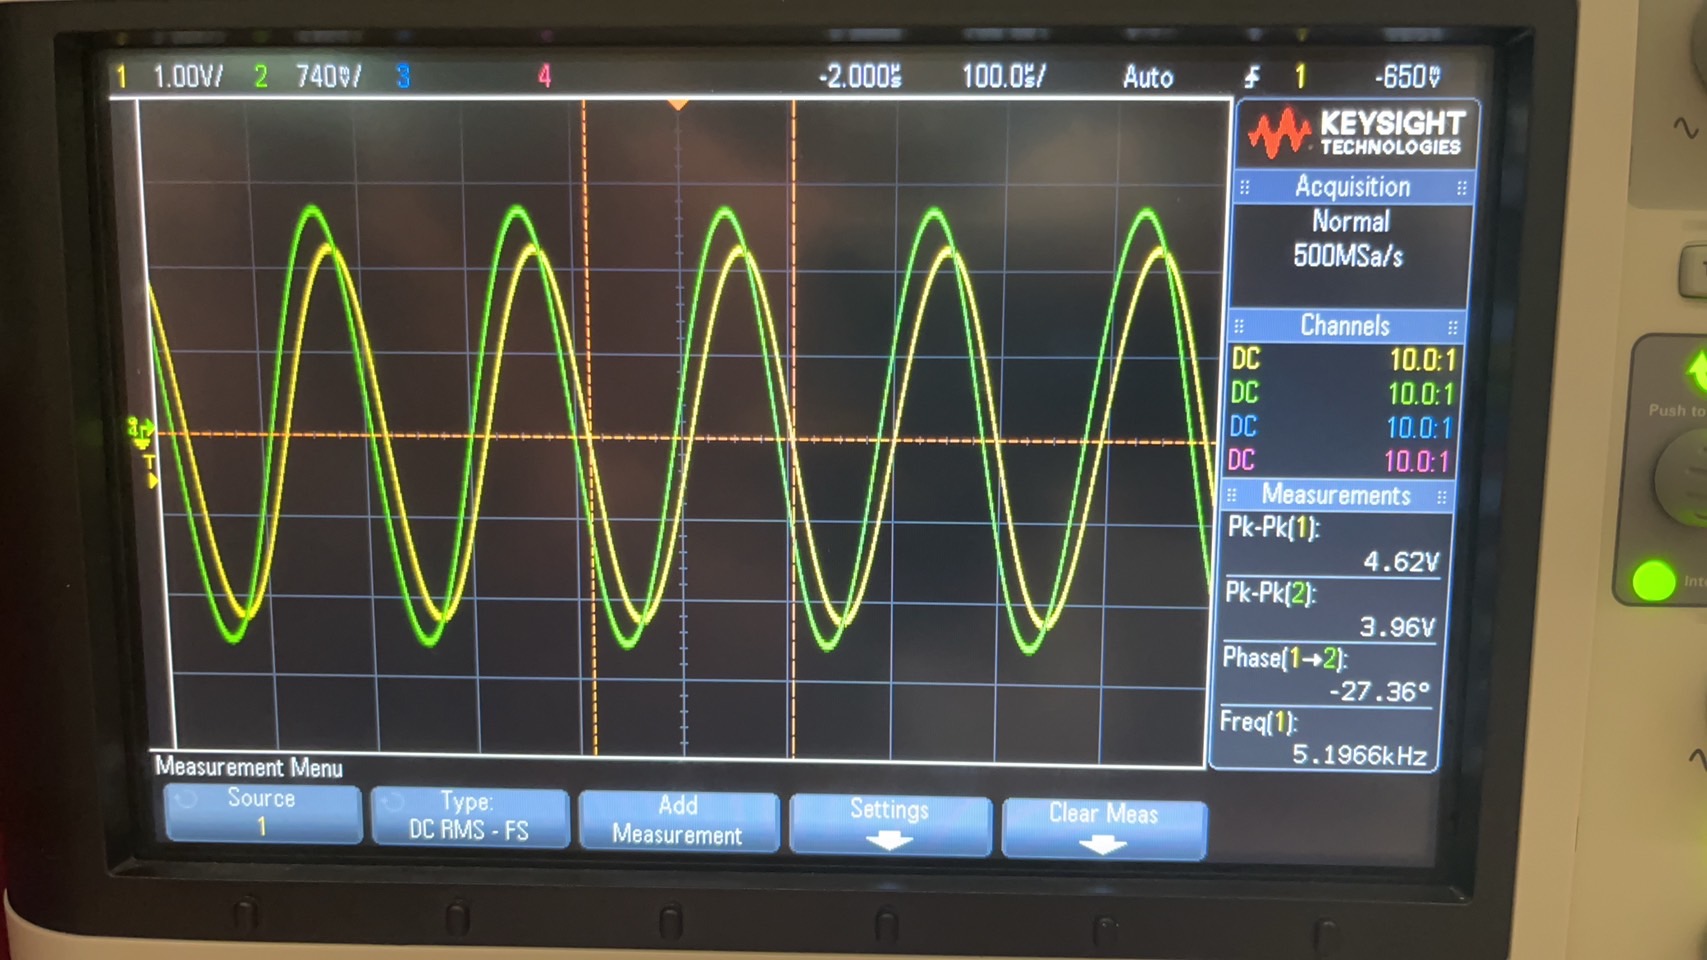 1 1.00V/ 2 740mV/ 3 4 -2.000us 100.0us/ Auto 1 -650mV
KEYSIGHT
TECHNOLOGIES
Acquisition
Normal
500MSa/s
Channels
DC 10.0:1
DC 10.0:1
DC 10.0:1
DC 10.0:1
Measurements
Pk-Pk(1):
4.62V
Pk-Pk(2):
3.96V
Phase(1→2):
-27.36°
Freq(1):
5.1966kHz
T
Measurement Menu
Source
1
Type:
DC RMS - FS
Add
Measurement
Settings
Clear Meas
Push to